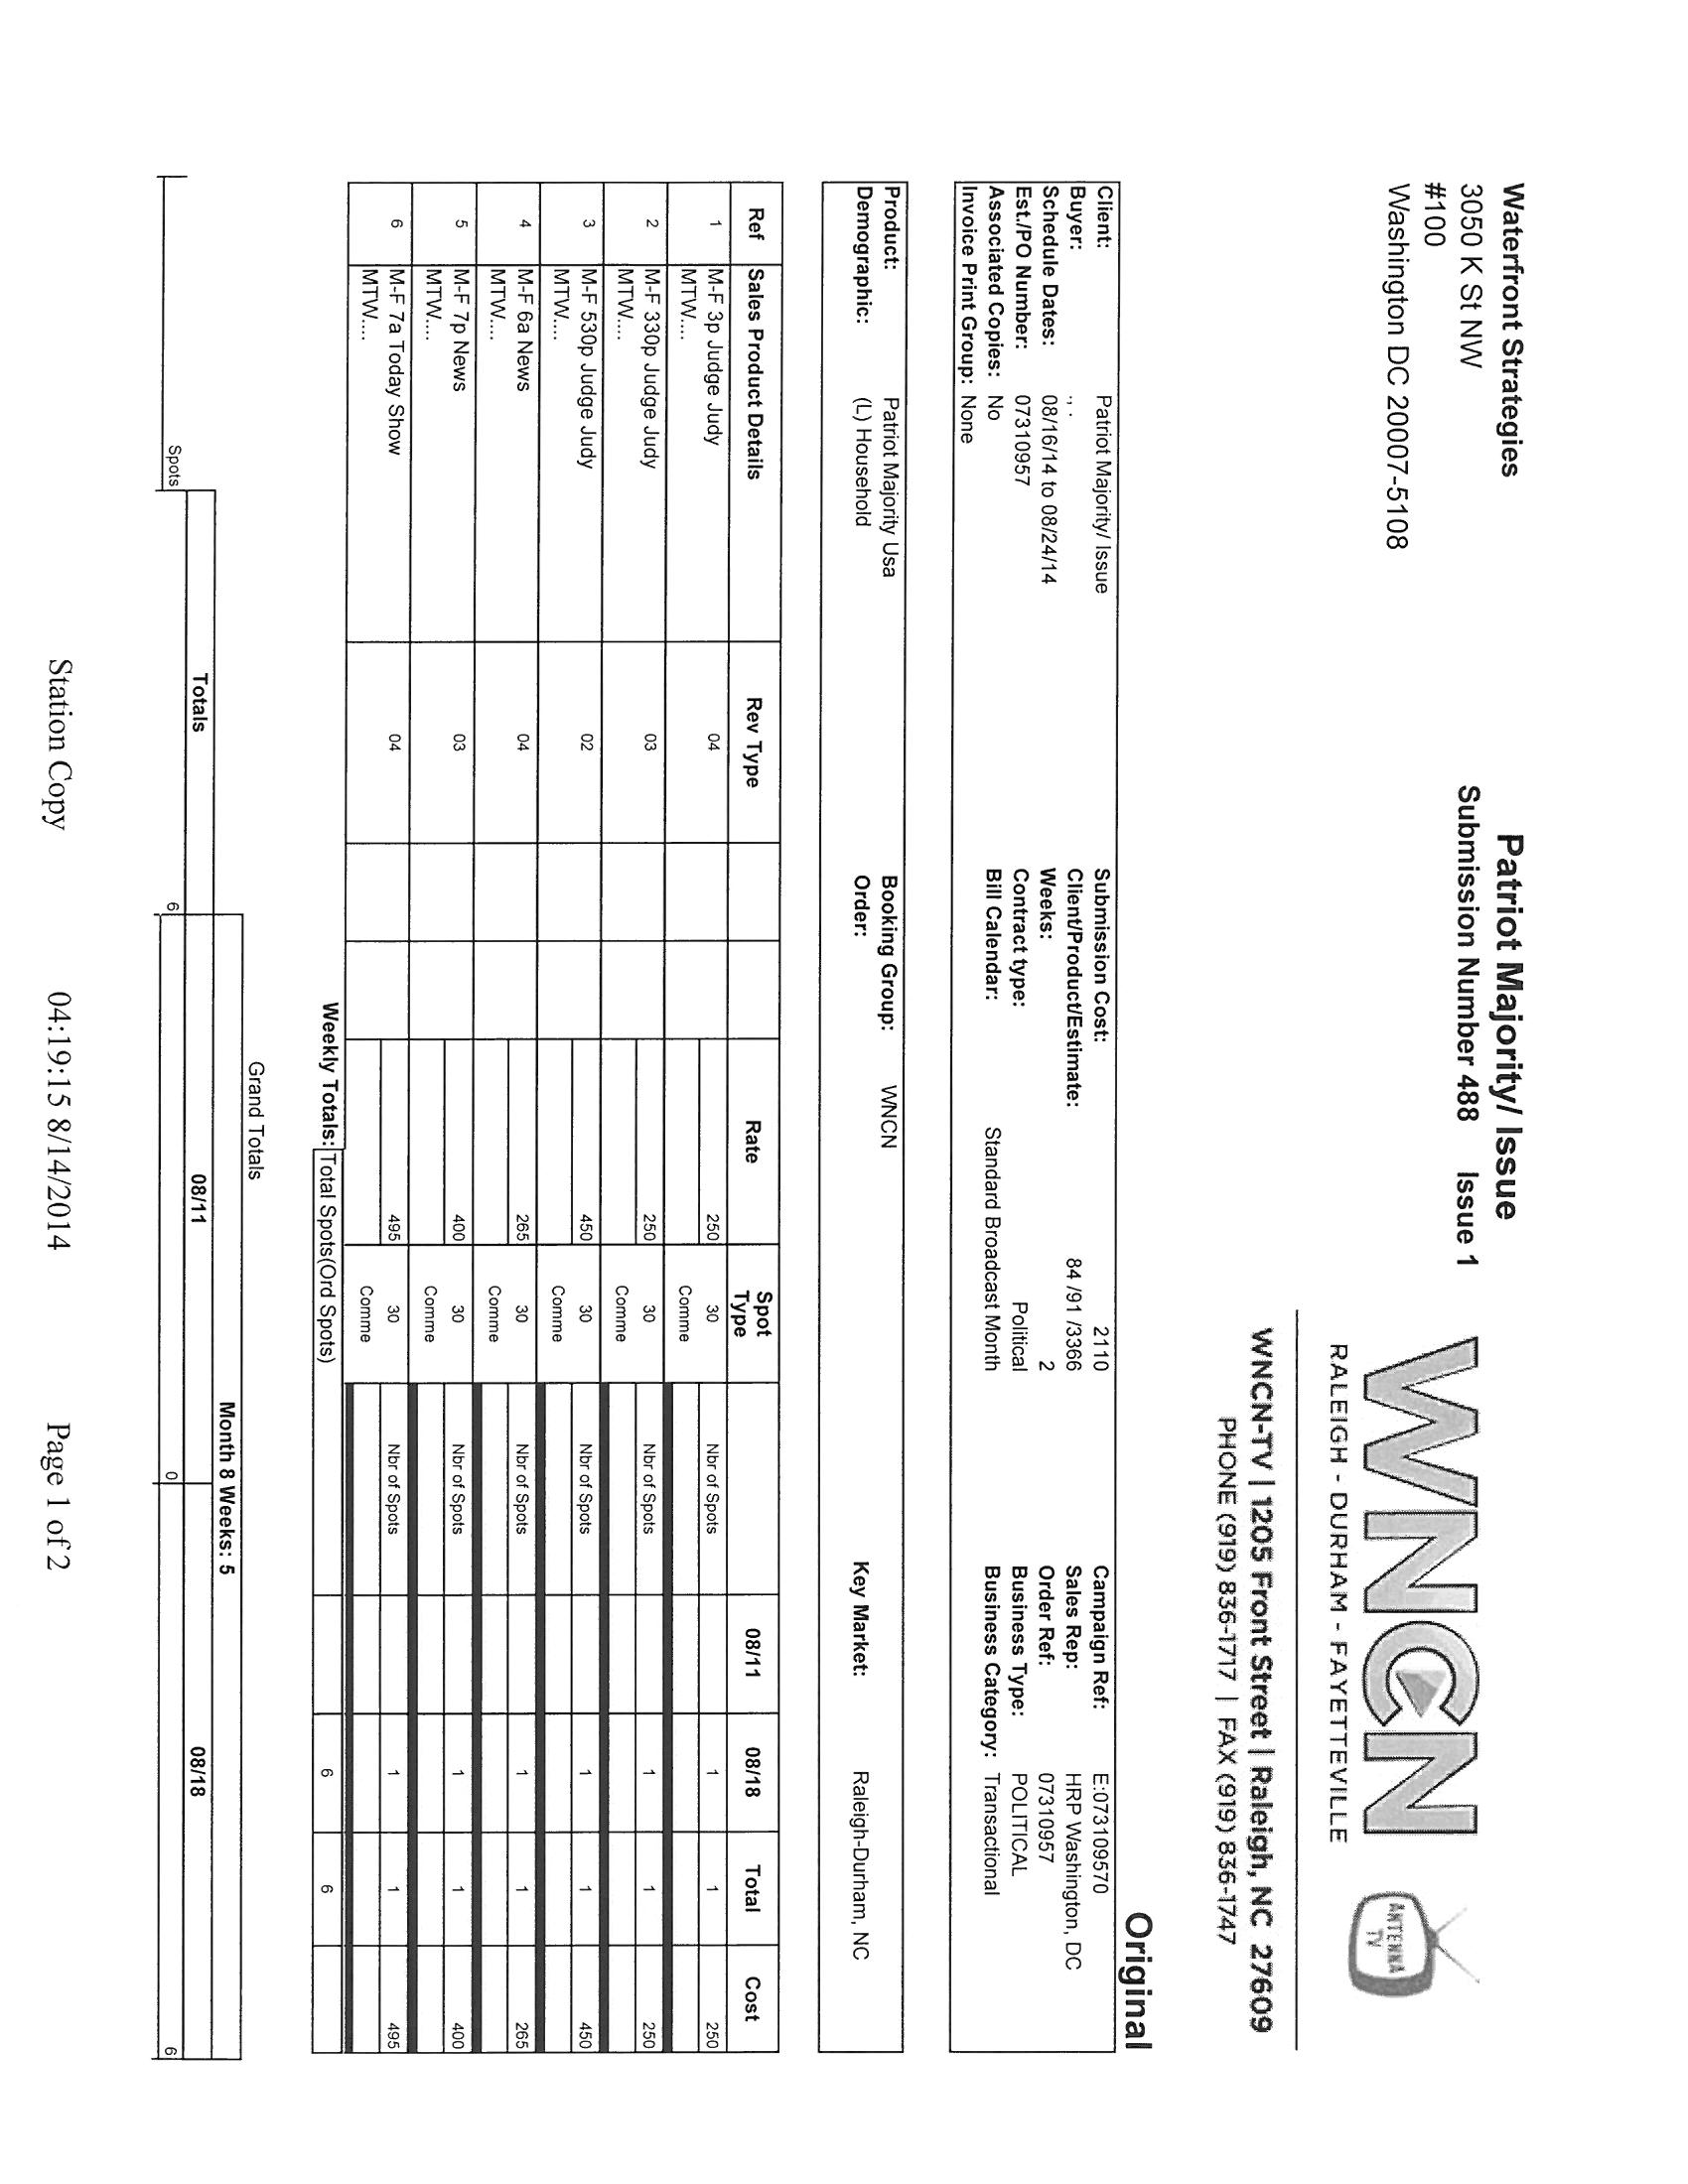 Waterfront Strategies
3050 K St NW
#100
Washington DC 20007-5108
Patriot Majority/ Issue
Submission Number 488 Issue 1
WNCN
RALEIGH - DURHAM - FAYETTEVILLE
ANTENNA
TV
WNCN-TV | 1205 Front Street | Raleigh, NC 27609
PHONE (919) 836-1717 | FAX (919) 836-1747
Original
Client: Patriot Majority/ Issue Submission Cost: 2110 Campaign Ref: E:073109570
Buyer: ., . Client/Product/Estimate: 84 /91 /3366 Sales Rep: HRP Washington, DC
Schedule Dates: 08/16/14 to 08/24/14 Weeks: 2 Order Ref: 07310957
Est./PO Number: 07310957 Contract type: Political Business Type: POLITICAL
Associated Copies: No Bill Calendar: Standard Broadcast Month Business Category: Transactional
Invoice Print Group: None
Product: Patriot Majority Usa Booking Group: WNCN
Demographic: (L) Household Order: Key Market: Raleigh-Durham, NC
Ref Sales Product Details Rev Type Rate Spot Type 08/11 08/18 Total Cost
1 M-F 3p Judge Judy 04 250 30 Nbr of Spots 1 1 250
MTW.... Comme
2 M-F 330p Judge Judy 03 250 30 Nbr of Spots 1 1 250
MTW.... Comme
3 M-F 530p Judge Judy 02 450 30 Nbr of Spots 1 1 450
MTW.... Comme
4 M-F 6a News 04 265 30 Nbr of Spots 1 1 265
MTW.... Comme
5 M-F 7p News 03 400 30 Nbr of Spots 1 1 400
MTW.... Comme
6 M-F 7a Today Show 04 495 30 Nbr of Spots 1 1 495
MTW.... Comme
Weekly Totals: Total Spots(Ord Spots) 6 6
Grand Totals
Month 8 Weeks: 5
Totals 08/11 08/18
Spots 6 0 6
Station Copy 04:19:15 8/14/2014 Page 1 of 2